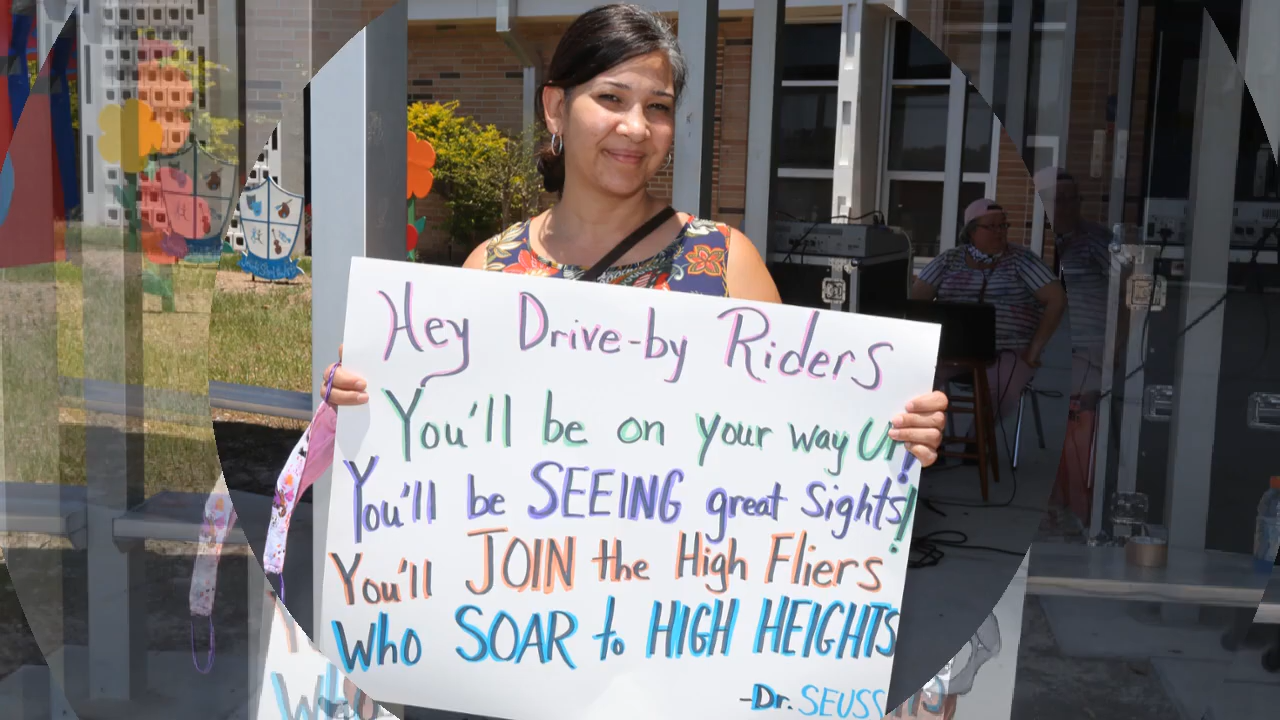 Hey Drive-by Riders
You'll be on your way UP!
You'll be SEEING great Sights!
You'll JOIN the High Fliers
Who SOAR to HIGH HEIGHTS
-Dr. SEUSS